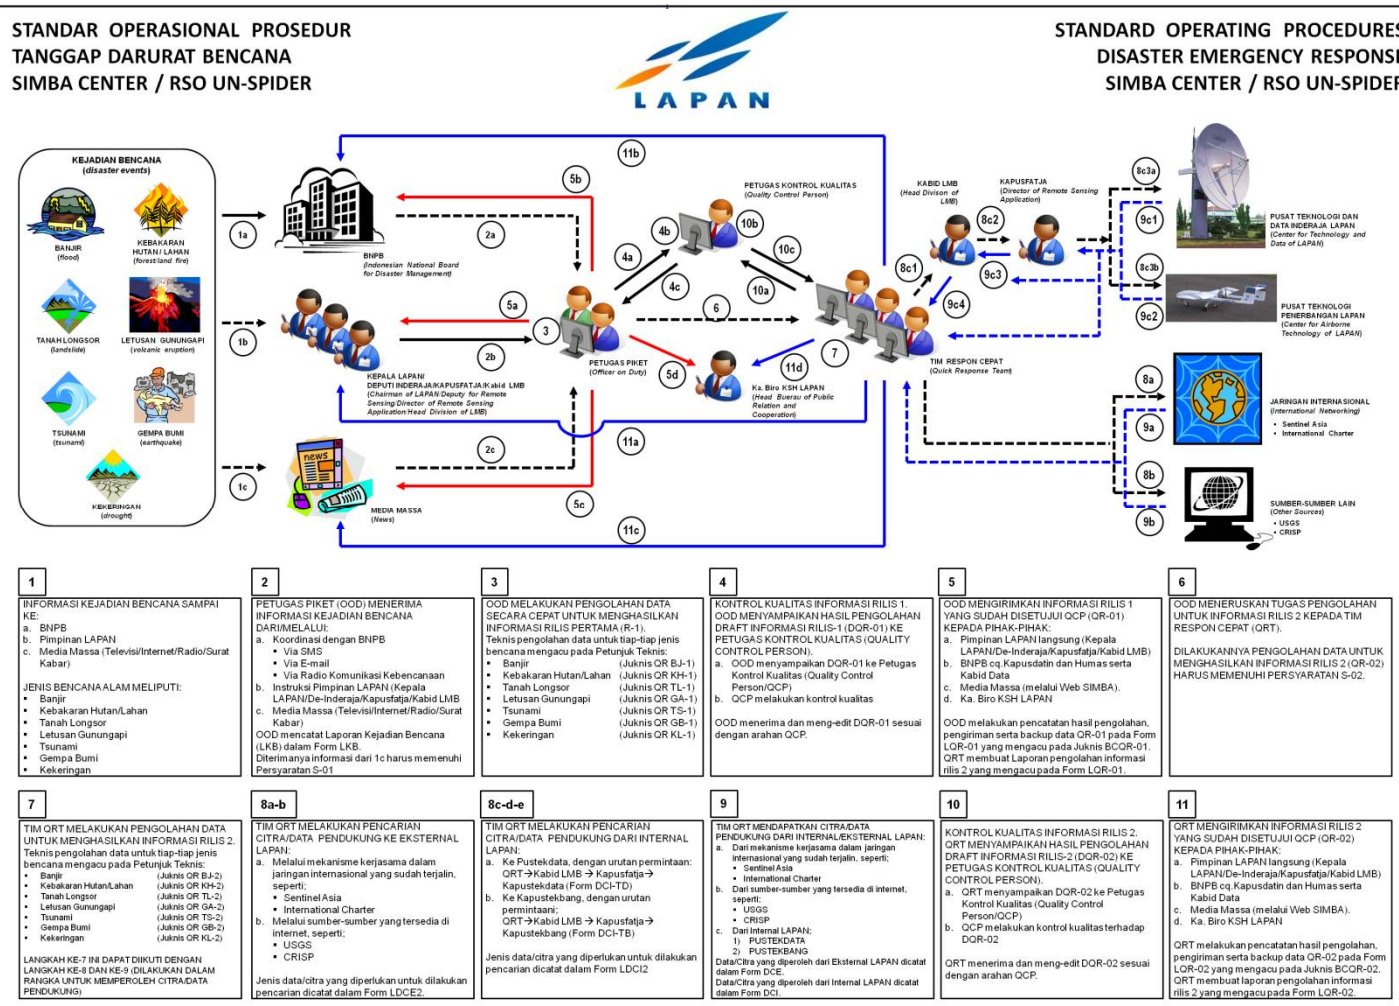 STANDAR OPERASIONAL PROSEDUR
TANGGAP DARURAT BENCANA
SIMBA CENTER / RSO UN-SPIDER
LAPAN
STANDARD OPERATING PROCEDURES
DISASTER EMERGENCY RESPONSE
SIMBA CENTER / RSO UN-SPIDER
KEJADIAN BENCANA
(disaster events)
BANJIR
(flood)
KEBAKARAN
HUTAN/ LAHAN
(forest/land fire)
TANAH LONGSOR
(landslide)
LETUSAN GUNUNGAPI
(volcanic eruption)
TSUNAMI
(tsunami)
GEMPA BUMI
(earthquake)
KEKERINGAN
(drought)
1a
1b
1c
BNPB
(Indonesian National Board
for Disaster Management)
KEPALA LAPAN/
DEPUTI INDERAJA/KAPUSFATJA/Kabid LMB
(Chairman of LAPAN/Deputy for Remote
Sensing/Director of Remote Sensing
Application/Head Division of LMB)
news
MEDIA MASSA
(News)
11b
5b
2a
5a
2b
2c
11a
5c
11c
3
PETUGAS PIKET
(Officer on Duty)
4a
4b
4c
PETUGAS KONTROL KUALITAS
(Quality Control Person)
10b
10c
10a
6
5d
11d
7
Ka. Biro KSH LAPAN
(Head Buerau of Public
Relation and
Cooperation)
TIM RESPON CEPAT
(Quick Response Team)
8c1
KABID LMB
(Head Divison of
LMB)
8c2
9c3
9c4
KAPUSFATJA
(Director of Remote Sensing
Application)
8c3a
9c1
8c3b
9c2
PUSAT TEKNOLOGI DAN
DATA INDERAJA LAPAN
(Center for Technology and
Data of LAPAN)
PUSAT TEKNOLOGI
PENERBANGAN LAPAN
(Center for Airborne
Technology of LAPAN)
8a
9a
JARINGAN INTERNASIONAL
(International Networking)
▪ Sentinel Asia
▪ International Charter
8b
9b
SUMBER-SUMBER LAIN
(Other Sources)
▪ USGS
▪ CRISP
1
INFORMASI KEJADIAN BENCANA SAMPAI
KE:
a. BNPB
b. Pimpinan LAPAN
c. Media Massa (Televisi/Internet/Radio/Surat
Kabar)
JENIS BENCANA ALAM MELIPUTI:
▪ Banjir
▪ Kebakaran Hutan/Lahan
▪ Tanah Longsor
▪ Letusan Gunungapi
▪ Tsunami
▪ Gempa Bumi
▪ Kekeringan
2
PETUGAS PIKET (OOD) MENERIMA
INFORMASI KEJADIAN BENCANA
DARI/MELALUI:
a. Koordinasi dengan BNPB
▪ Via SMS
▪ Via E-mail
▪ Via Radio Komunikasi Kebencanaan
b. Instruksi Pimpinan LAPAN (Kepala
LAPAN/De-Inderaja/Kapusfatja/Kabid LMB
c. Media Massa (Televisi/Internet/Radio/Surat
Kabar)
OOD mencatat Laporan Kejadian Bencana
(LKB) dalam Form LKB.
Diterimanya informasi dari 1c harus memenuhi
Persyaratan S-01
3
OOD MELAKUKAN PENGOLAHAN DATA
SECARA CEPAT UNTUK MENGHASILKAN
INFORMASI RILIS PERTAMA (R-1).
Teknis pengolahan data untuk tiap-tiap jenis
bencana mengacu pada Petunjuk Teknis:
▪ Banjir (Juknis QR BJ-1)
▪ Kebakaran Hutan/Lahan (Juknis QR KH-1)
▪ Tanah Longsor (Juknis QR TL-1)
▪ Letusan Gunungapi (Juknis QR GA-1)
▪ Tsunami (Juknis QR TS-1)
▪ Gempa Bumi (Juknis QR GB-1)
▪ Kekeringan (Juknis QR KL-1)
4
KONTROL KUALITAS INFORMASI RILIS 1.
OOD MENYAMPAIKAN HASIL PENGOLAHAN
DRAFT INFORMASI RILIS-1 (DQR-01) KE
PETUGAS KONTROL KUALITAS (QUALITY
CONTROL PERSON).
a. OOD menyampaikan DQR-01 ke Petugas
Kontrol Kualitas (Quality Control
Person/QCP)
b. QCP melakukan kontrol kualitas
OOD menerima dan meng-edit DQR-01 sesuai
dengan arahan QCP.
5
OOD MENGIRIMKAN INFORMASI RILIS 1
YANG SUDAH DISETUJUI QCP (QR-01)
KEPADA PIHAK-PIHAK:
a. Pimpinan LAPAN langsung (Kepala
LAPAN/De-Inderaja/Kapusfatja/Kabid LMB)
b. BNPB cq.Kapusdatin dan Humas serta
Kabid Data
c. Media Massa (melalui Web SIMBA).
d. Ka. Biro KSH LAPAN
OOD melakukan pencatatan hasil pengolahan,
pengiriman serta backup data QR-01 pada Form
LQR-01 yang mengacu pada Juknis BCQR-01.
QRT membuat Laporan pengolahan informasi
rilis 2 yang mengacu pada Form LQR-01.
6
OOD MENERUSKAN TUGAS PENGOLAHAN
UNTUK INFORMASI RILIS 2 KEPADA TIM
RESPON CEPAT (QRT).
DILAKUKANNYA PENGOLAHAN DATA UNTUK
MENGHASILKAN INFORMASI RILIS 2 (QR-02)
HARUS MEMENUHI PERSYARATAN S-02.
7
TIM QRT MELAKUKAN PENGOLAHAN DATA
UNTUK MENGHASILKAN INFORMASI RILIS 2.
Teknis pengolahan data untuk tiap-tiap jenis
bencana mengacu pada Petunjuk Teknis:
▪ Banjir (Juknis QR BJ-2)
▪ Kebakaran Hutan/Lahan (Juknis QR KH-2)
▪ Tanah Longsor (Juknis QR TL-2)
▪ Letusan Gunungapi (Juknis QR GA-2)
▪ Tsunami (Juknis QR TS-2)
▪ Gempa Bumi (Juknis QR GB-2)
▪ Kekeringan (Juknis QR KL-2)
LANGKAH KE-7 INI DAPAT DIIKUTI DENGAN
LANGKAH KE-8 DAN KE-9 (DILAKUKAN DALAM
RANGKA UNTUK MEMPEROLEH CITRA/DATA
PENDUKUNG)
8a-b
TIM QRT MELAKUKAN PENCARIAN
CITRA/DATA PENDUKUNG KE EKSTERNAL
LAPAN:
a. Melalui mekanisme kerjasama dalam
jaringan internasional yang sudah terjalin,
seperti;
▪ Sentinel Asia
▪ International Charter
b. Melalui sumber-sumber yang tersedia di
internet, seperti;
▪ USGS
▪ CRISP
Jenis data/citra yang diperlukan untuk dilakukan
pencarian dicatat dalam Form LDCE2.
8c-d-e
TIM QRT MELAKUKAN PENCARIAN
CITRA/DATA PENDUKUNG DARI INTERNAL
LAPAN:
a. Ke Pustekdata, dengan urutan permintaan:
QRT→Kabid LMB → Kapusfatja→
Kapustekdata (Form DCI-TD)
b. Ke Kapustekbang, dengan urutan
permintaani;
QRT→Kabid LMB → Kapusfatja→
Kapustekbang (Form DCI-TB)
Jenis data/citra yang diperlukan untuk dilakukan
pencarian dicatat dalam Form LDCI2
9
TIM QRT MENDAPATKAN CITRA/DATA
PENDUKUNG DARI INTERNAL/EKSTERNAL LAPAN:
a. Dari mekanisme kerjasama dalam jaringan
internasional yang sudah terjalin, seperti;
▪ Sentinel Asia
▪ International Charter
b. Dari sumber-sumber yang tersedia di internet,
seperti;
▪ USGS
▪ CRISP
c. Dari Internal LAPAN;
1) PUSTEKDATA
2) PUSTEKBANG
Data/Citra yang diperoleh dari Eksternal LAPAN dicatat
dalam Form DCE.
Data/Citra yang diperoleh dari Internal LAPAN dicatat
dalam Form DCI.
10
KONTROL KUALITAS INFORMASI RILIS 2.
QRT MENYAMPAIKAN HASIL PENGOLAHAN
DRAFT INFORMASI RILIS-2 (DQR-02) KE
PETUGAS KONTROL KUALITAS (QUALITY
CONTROL PERSON).
a. QRT menyampaikan DQR-02 ke Petugas
Kontrol Kualitas (Quality Control
Person/QCP)
b. QCP melakukan kontrol kualitas terhadap
DQR-02
QRT menerima dan meng-edit DQR-02 sesuai
dengan arahan QCP.
11
QRT MENGIRIMKAN INFORMASI RILIS 2
YANG SUDAH DISETUJUI QCP (QR-02)
KEPADA PIHAK-PIHAK:
a. Pimpinan LAPAN langsung (Kepala
LAPAN/De-Inderaja/Kapusfatja/Kabid LMB)
b. BNPB cq.Kapusdatin dan Humas serta
Kabid Data
c. Media Massa (melalui Web SIMBA).
d. Ka. Biro KSH LAPAN
QRT melakukan pencatatan hasil pengolahan,
pengiriman serta backup data QR-02 pada Form
LQR-02 yang mengacu pada Juknis BCQR-02.
QRT membuat laporan pengolahan informasi
rilis 2 yang mengacu pada Form LQR-02.